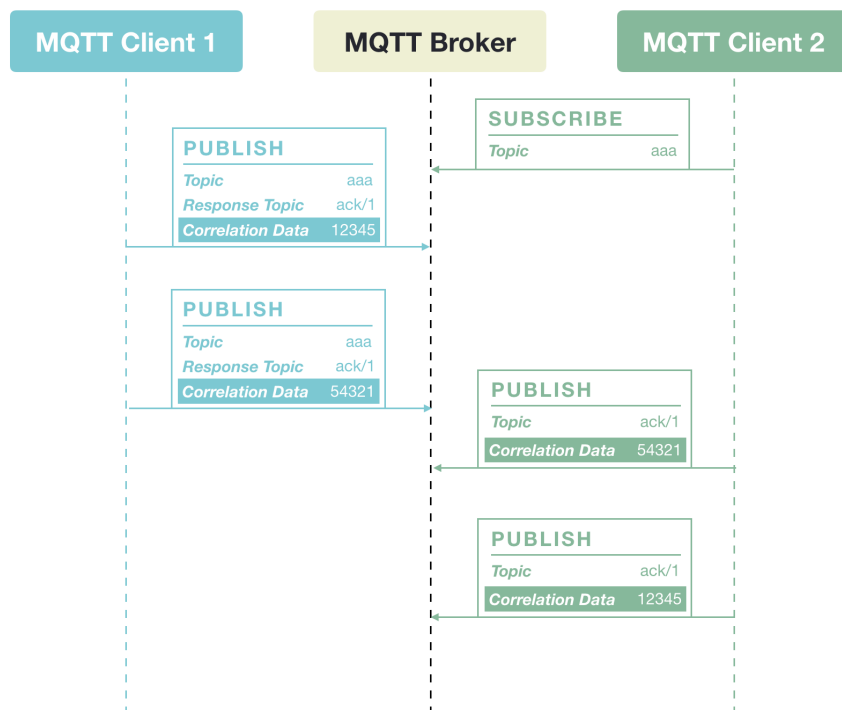 MQTT Client 1
MQTT Broker
MQTT Client 2
SUBSCRIBE
Topic aaa
PUBLISH
Topic aaa
Response Topic ack/1
Correlation Data 12345
PUBLISH
Topic aaa
Response Topic ack/1
Correlation Data 54321
PUBLISH
Topic ack/1
Correlation Data 54321
PUBLISH
Topic ack/1
Correlation Data 12345